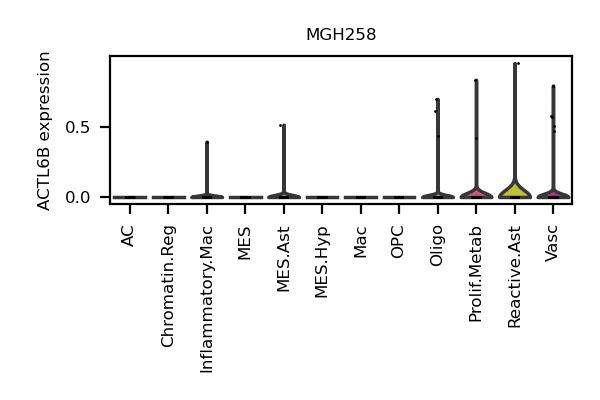 MGH258
ACTL6B expression
0.5
0.0
AC
Chromatin.Reg
Inflammatory.Mac
MES
MES.Ast
MES.Hyp
Mac
OPC
Oligo
Prolif.Metab
Reactive.Ast
Vasc